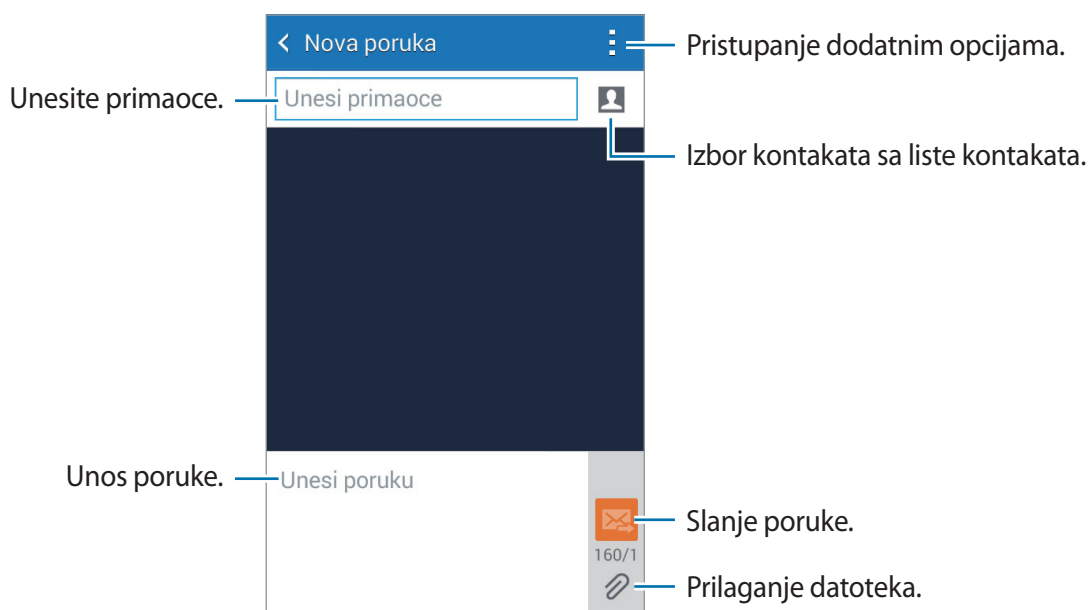 Nova poruka
Pristupanje dodatnim opcijama.
Unesite primaoce.
Unesi primaoce
Izbor kontakata sa liste kontakata.
Unos poruke.
Unesi poruku
Slanje poruke.
160/1
Prilaganje datoteka.